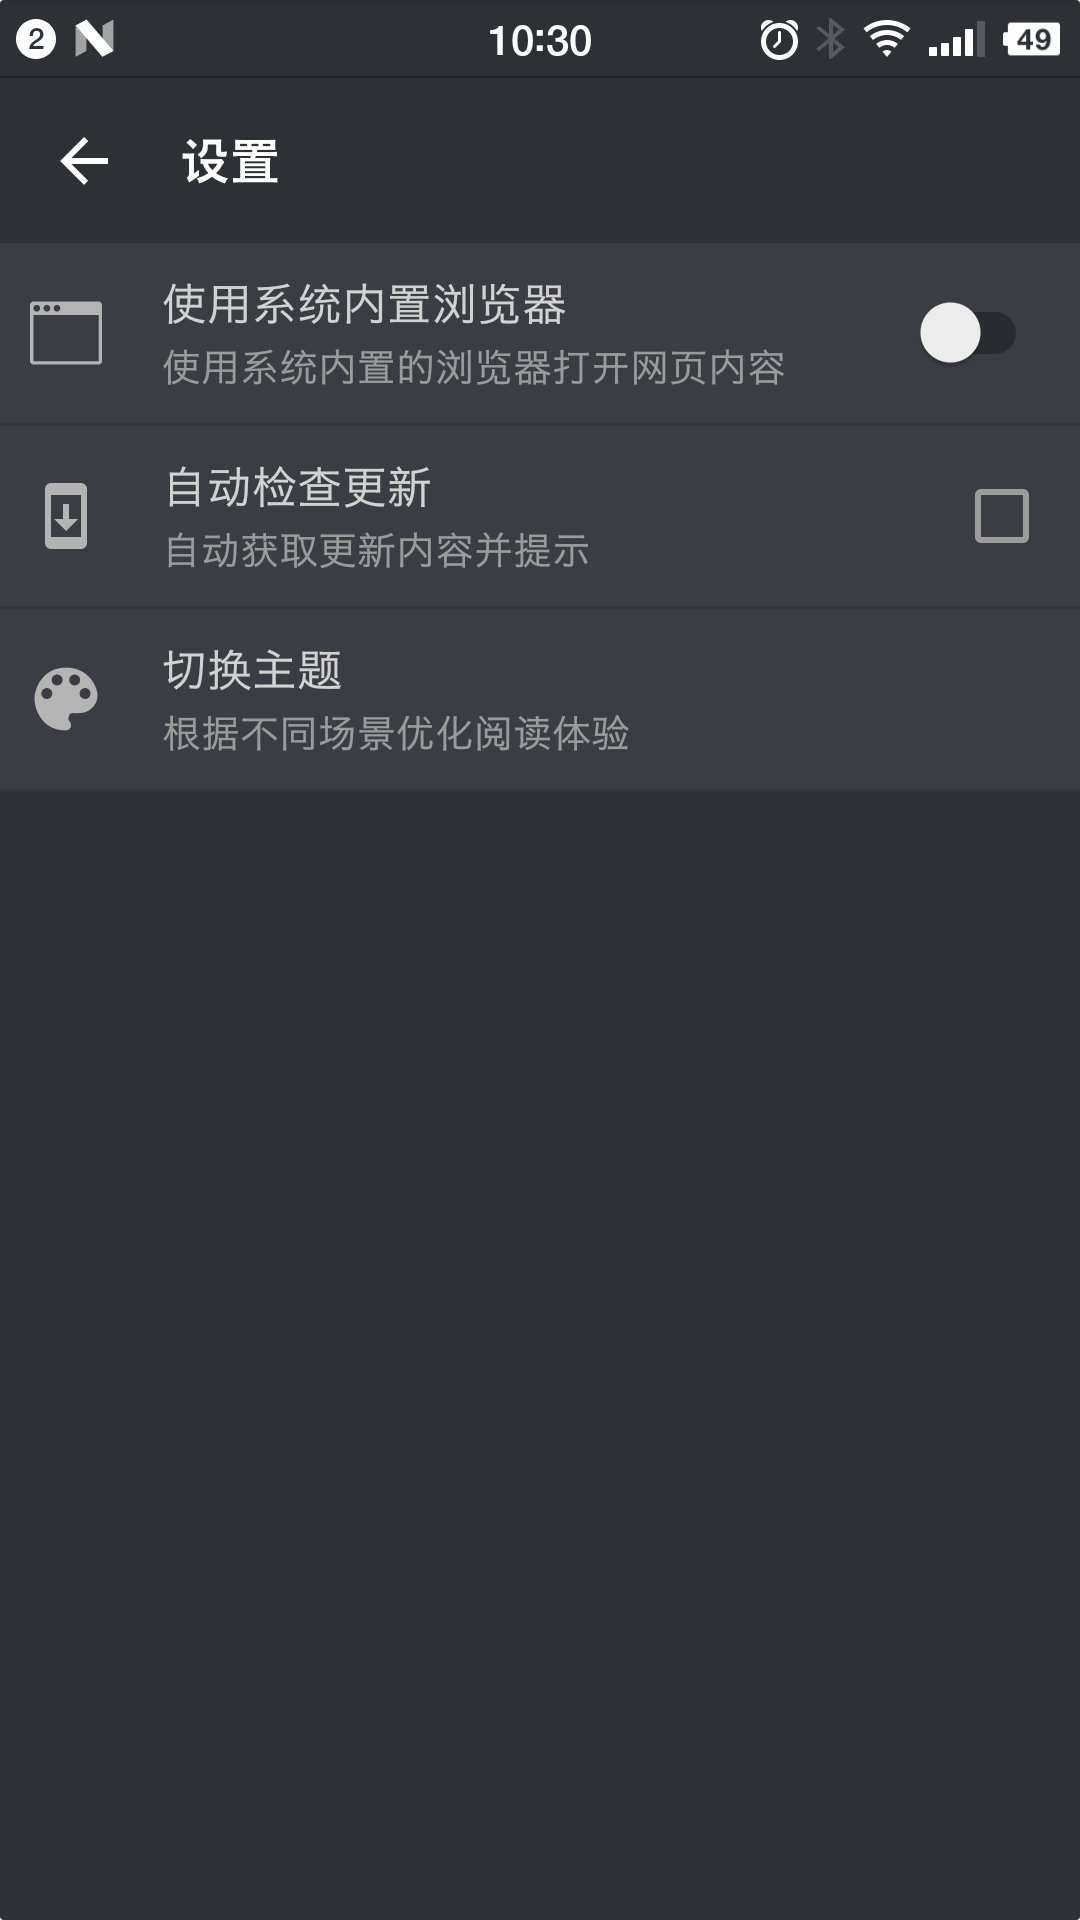 2
10:30
49
设置
使用系统内置浏览器
使用系统内置的浏览器打开网页内容
自动检查更新
自动获取更新内容并提示
切换主题
根据不同场景优化阅读体验